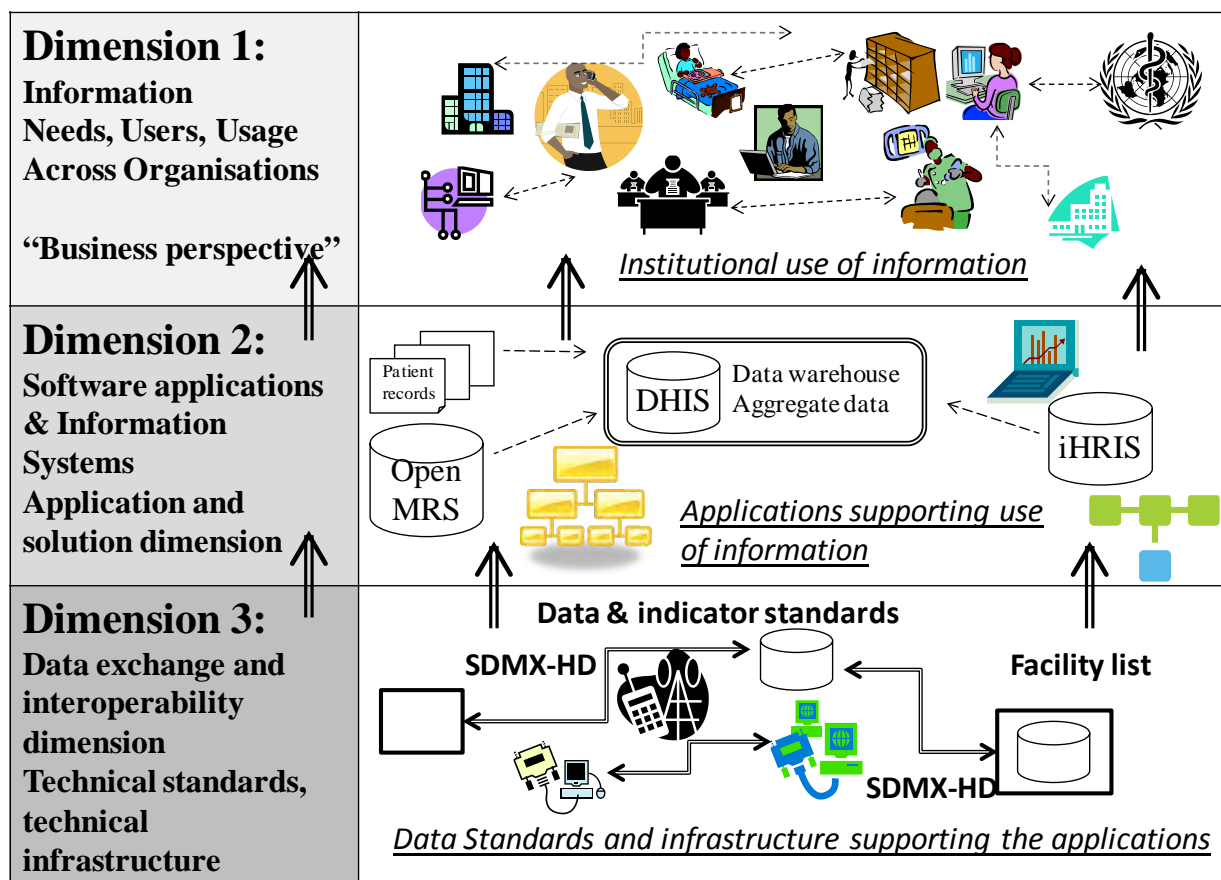 Dimension 1:
Information
Needs, Users, Usage
Across Organisations
“Business perspective”
Institutional use of information
Dimension 2:
Software applications
& Information
Systems
Application and
solution dimension
Patient
records
Open
MRS
DHIS
Data warehouse
Aggregate data
iHRIS
Applications supporting use
of information
Dimension 3:
Data exchange and
interoperability
dimension
Technical standards,
technical
infrastructure
Data & indicator standards
SDMX-HD
Facility list
SDMX-HD
Data Standards and infrastructure supporting the applications